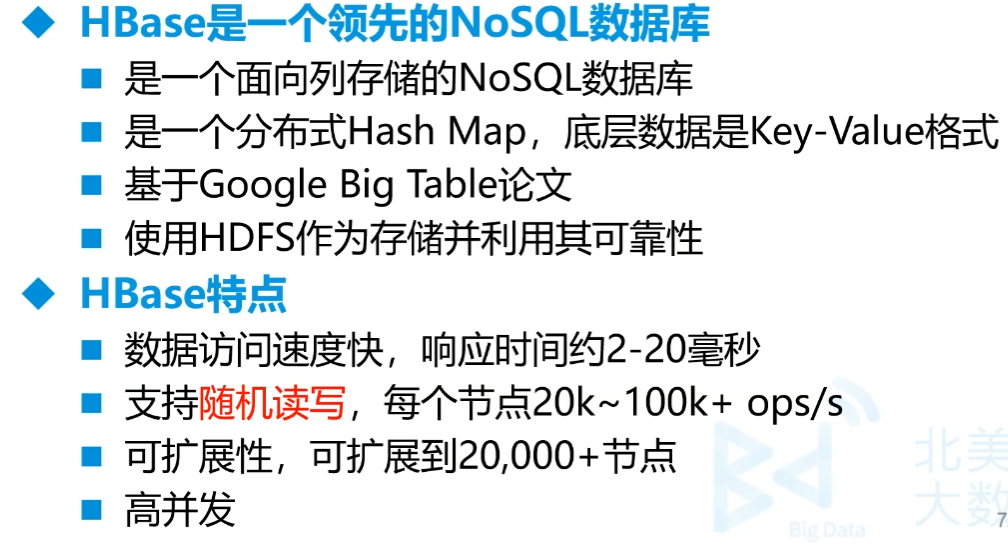 HBase是一个领先的NoSQL数据库
是一个面向列存储的NoSQL数据库
是一个分布式Hash Map，底层数据是Key-Value格式
基于Google Big Table论文
使用HDFS作为存储并利用其可靠性
HBase特点
数据访问速度快，响应时间约2-20毫秒
支持随机读写，每个节点20k~100k+ ops/s
可扩展性，可扩展到20,000+节点
高并发
北美
大数
Big Data
7